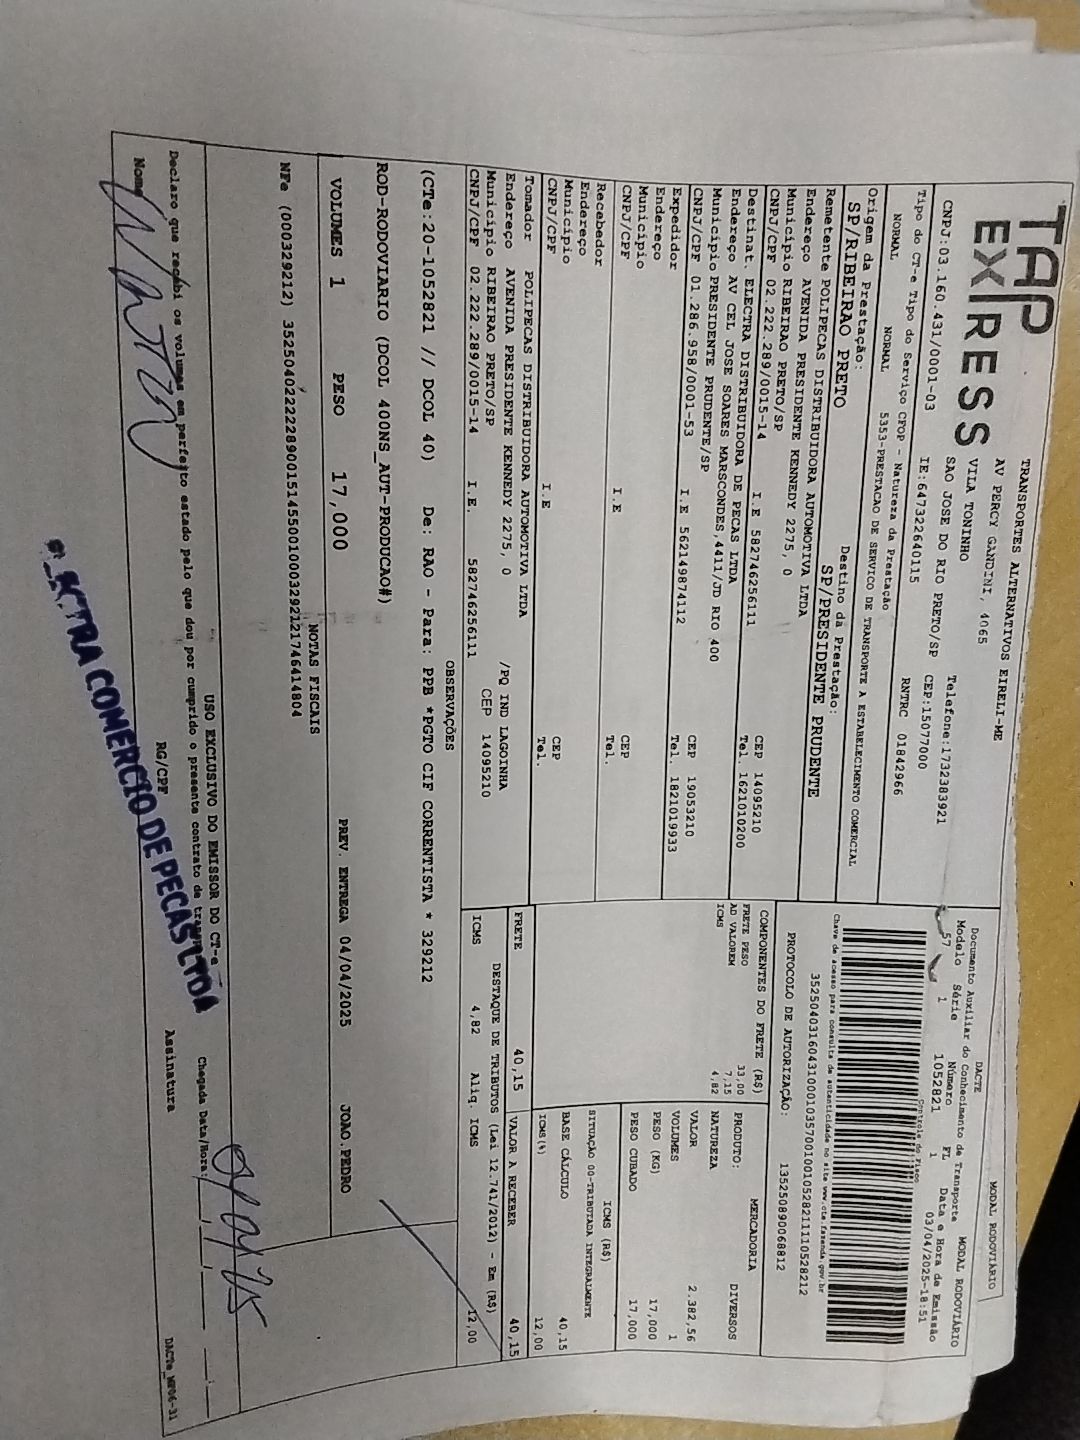 TAP
EXPRESS
TRANSPORTES ALTERNATIVOS EIRELI-ME
AV PERCY GANDINI, 4065
VILA TONINHO
SAO JOSE DO RIO PRETO/SP Telefone:1732383921
CNPJ:03.160.431/0001-03 IE:647322640115 CEP:15077000
RNTRC 01842966
Tipo do CT-e Tipo do Serviço CFOP - Natureza da Prestação
NORMAL NORMAL 5353-PRESTACAO DE SERVICO DE TRANSPORTE A ESTABELECIMENTO COMERCIAL
Origem da Prestação: Destino da Prestação:
SP/RIBEIRAO PRETO SP/PRESIDENTE PRUDENTE
Remetente POLIPECAS DISTRIBUIDORA AUTOMOTIVA LTDA
Endereço AVENIDA PRESIDENTE KENNEDY 2275, 0
Município RIBEIRAO PRETO/SP CEP 14095210
CNPJ/CPF 02.222.289/0015-14 I.E 582746256111 Tel. 1621010200
Destinat. ELECTRA DISTRIBUIDORA DE PECAS LTDA
Endereço AV CEL JOSE SOARES MARSCONDES,4411/JD RIO 400
Município PRESIDENTE PRUDENTE/SP CEP 19053210
CNPJ/CPF 01.286.958/0001-53 I.E 562149874112 Tel. 1821019933
Expedidor
Endereço
Município CEP
CNPJ/CPF I.E Tel.
Recebedor
Endereço
Município CEP
CNPJ/CPF I.E Tel.
Tomador POLIPECAS DISTRIBUIDORA AUTOMOTIVA LTDA
Endereço AVENIDA PRESIDENTE KENNEDY 2275, 0 /PQ IND LAGOINHA
Município RIBEIRAO PRETO/SP CEP 14095210
CNPJ/CPF 02.222.289/0015-14 I.E. 582746256111
MODAL RODOVIÁRIO
DACTE
Documento Auxiliar do Conhecimento de Transporte MODAL RODOVIÁRIO
Modelo Série Número FL Data e Hora de Emissão
57 1 1052821 1 03/04/2025-18:51
Controle do Fisco
Chave de acesso para consulta de autenticidade no site www.cte.fazenda.gov.br
35250403160431000103570010010528211110528212
PROTOCOLO DE AUTORIZAÇÃO: 135250890068812
COMPONENTES DO FRETE (R$)
FRETE PESO 33,00
AD VALOREM 7,15
ICMS 4,82
MERCADORIA
PRODUTO: DIVERSOS
NATUREZA
VALOR 2.382,56
VOLUMES 1
PESO (KG) 17,000
PESO CUBADO 17,000
ICMS (R$)
SITUAÇÃO 00-TRIBUTADA INTEGRALMENTE
BASE CÁLCULO 40,15
ICMS(%) 12,00
FRETE 40,15 VALOR A RECEBER 40,15
DESTAQUE DE TRIBUTOS (Lei 12.741/2012) - Em (R$)
ICMS 4,82 Aliq. ICMS 12,00
OBSERVAÇÕES
(CTe:20-1052821 // DCOL 40) De: RAO - Para: PPB *PGTO CIF CORRENTISTA * 329212
ROD-RODOVIARIO (DCOL 400NS_AUT-PRODUCAO#)
VOLUMES 1 PESO 17,000 PREV. ENTREGA 04/04/2025 JOAO.PEDRO
NOTAS FISCAIS
NFe (000329212) 35250402222289001514550010003292121746414804
USO EXCLUSIVO DO EMISSOR DO CT-e
Declaro que recebi os volumes em perfeito estado pelo que dou por cumprido o presente contrato de
Chegada Data/Hora:
Nome RG/CPF Assinatura
DACTe_MF06-31
COMERCIO DE PECAS LTDA